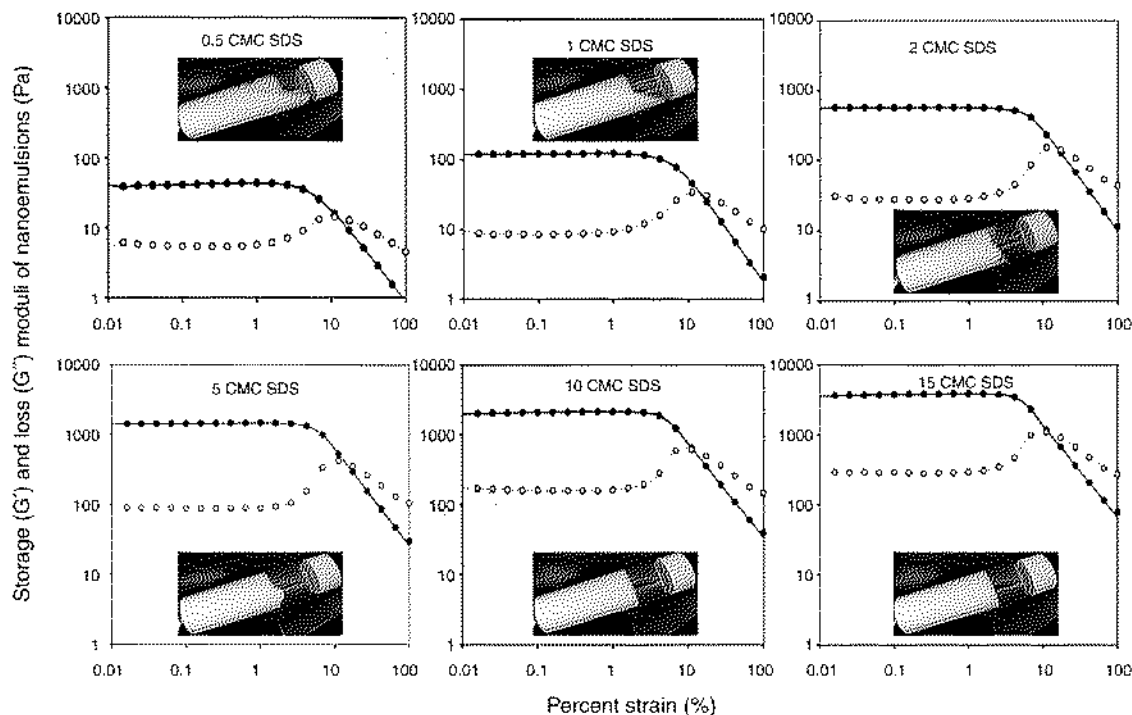 Storage (G') and loss (G'') moduli of nanoemulsions (Pa)
0.5 CMC SDS
10000
1000
100
10
1
0.01 0.1 1 10 100
1 CMC SDS
10000
1000
100
10
1
0.01 0.1 1 10 100
2 CMC SDS
10000
1000
100
10
1
0.01 0.1 1 10 100
5 CMC SDS
10000
1000
100
10
1
0.01 0.1 1 10 100
10 CMC SDS
10000
1000
100
10
1
0.01 0.1 1 10 100
15 CMC SDS
10000
1000
100
10
1
0.01 0.1 1 10 100
Percent strain (%)